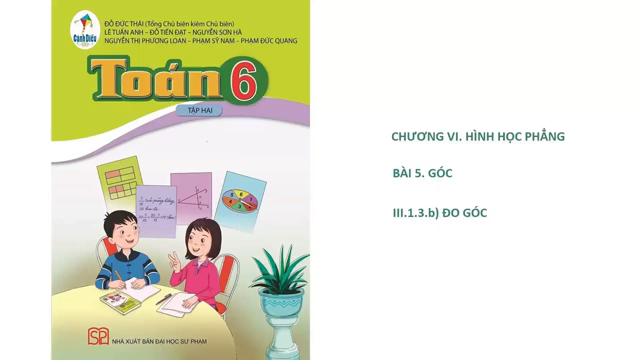 Cánh Diều
ĐỖ ĐỨC THÁI (Tổng Chủ biên kiêm Chủ biên)
LÊ TUẤN ANH – ĐỖ TIẾN ĐẠT – NGUYỄN SƠN HÀ
NGUYỄN THỊ PHƯƠNG LOAN – PHẠM SỸ NAM – PHẠM ĐỨC QUANG
Toán 6
TẬP HAI
NHÀ XUẤT BẢN ĐẠI HỌC SƯ PHẠM
CHƯƠNG VI. HÌNH HỌC PHẲNG
BÀI 5. GÓC
III.1.3.b) ĐO GÓC